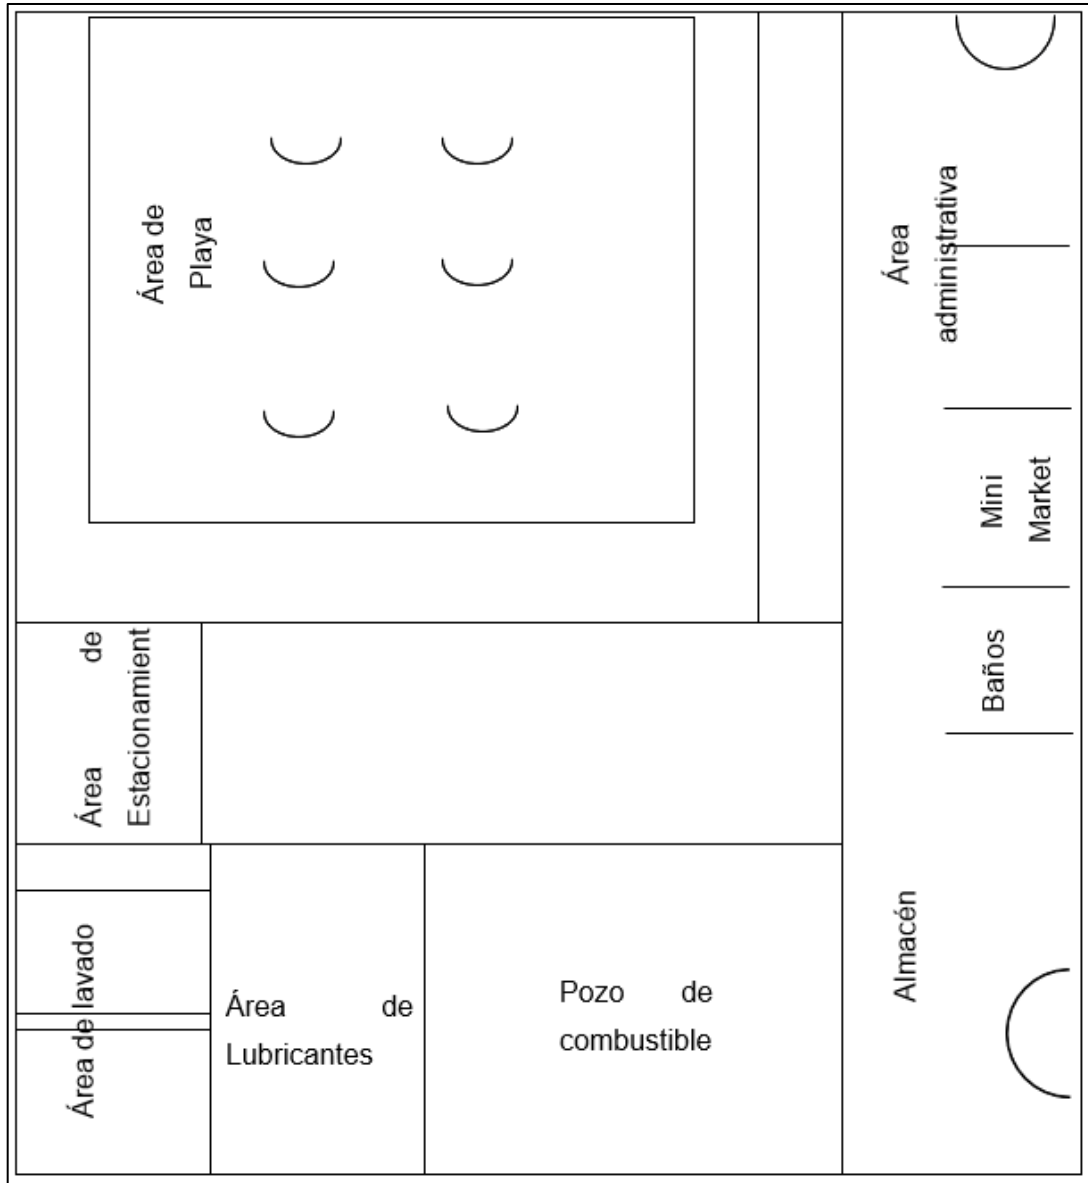 Área de
Playa
Área
administrativa
Mini
Market
Baños
Área de
Estacionamient
Almacén
Área de lavado
Área de
Lubricantes
Pozo de
combustible